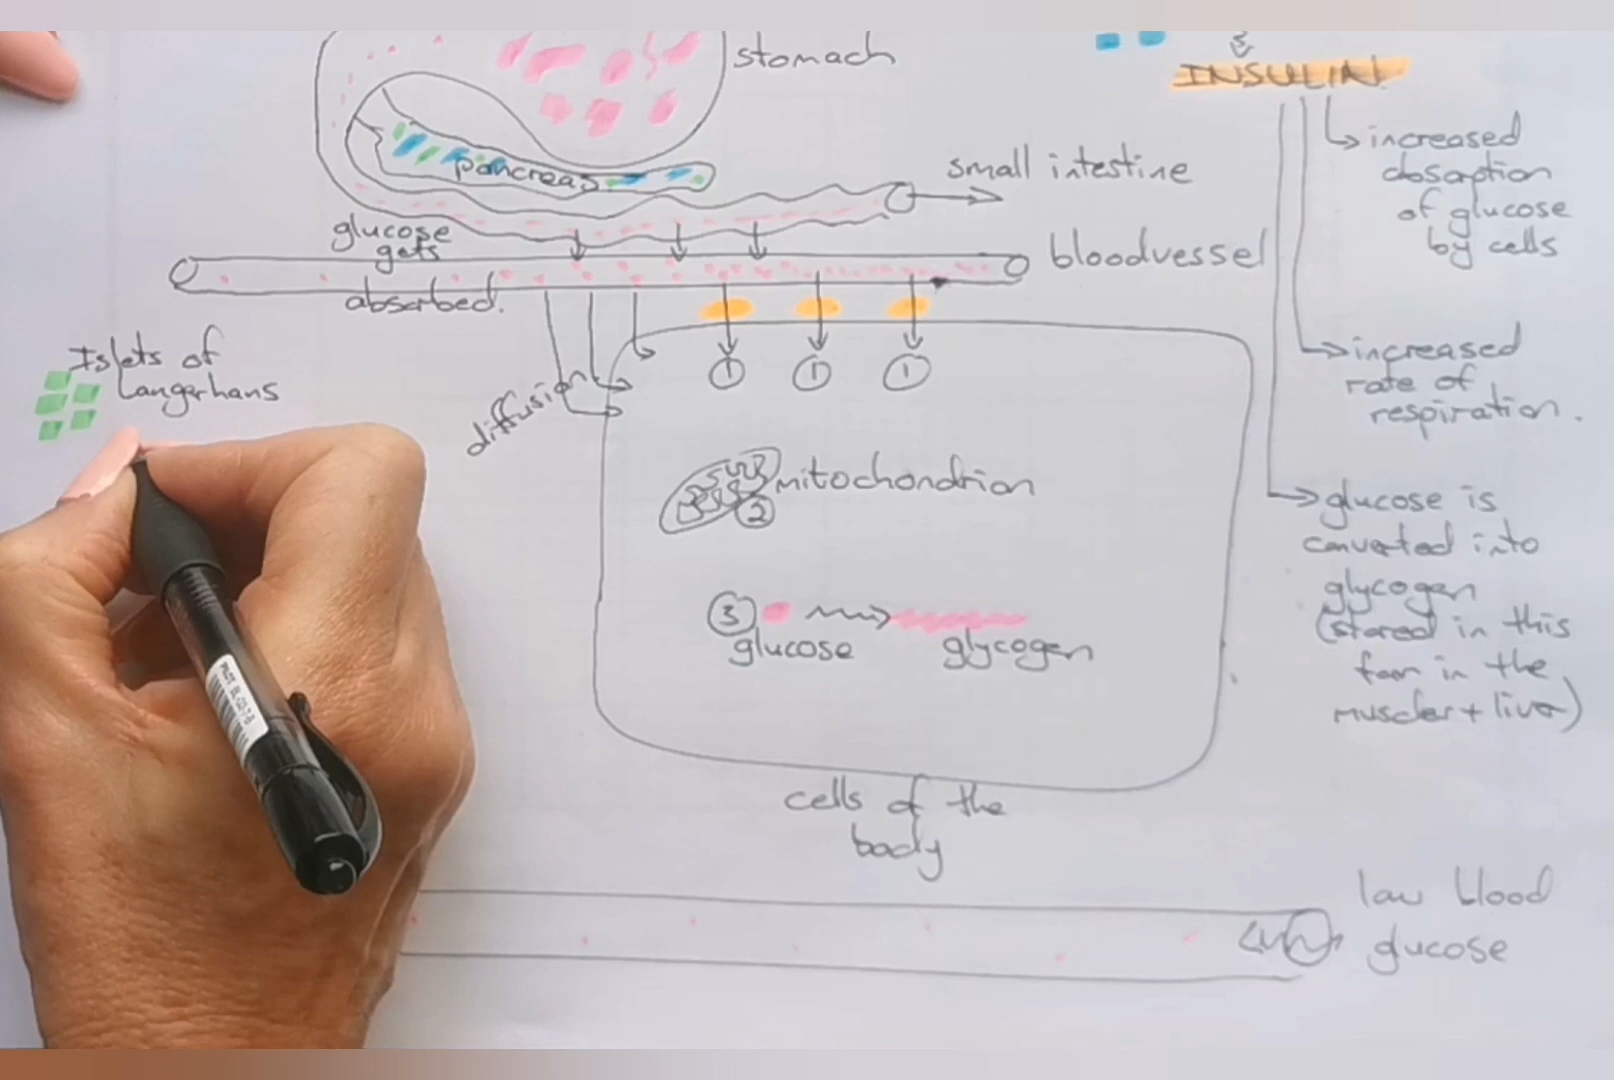 stomach
INSULIN
increased
absorption
of glucose
by cells
pancreas
small intestine
glucose
gets
absorbed.
bloodvessel
Islets of
Langerhans
diffusion
1 1 1
increased
rate of
respiration.
mitochondrion
2
glucose is
converted into
glycogen
(stored in this
form in the
muscles + liver)
3
glucose glycogen
cells of the
body
low blood
glucose